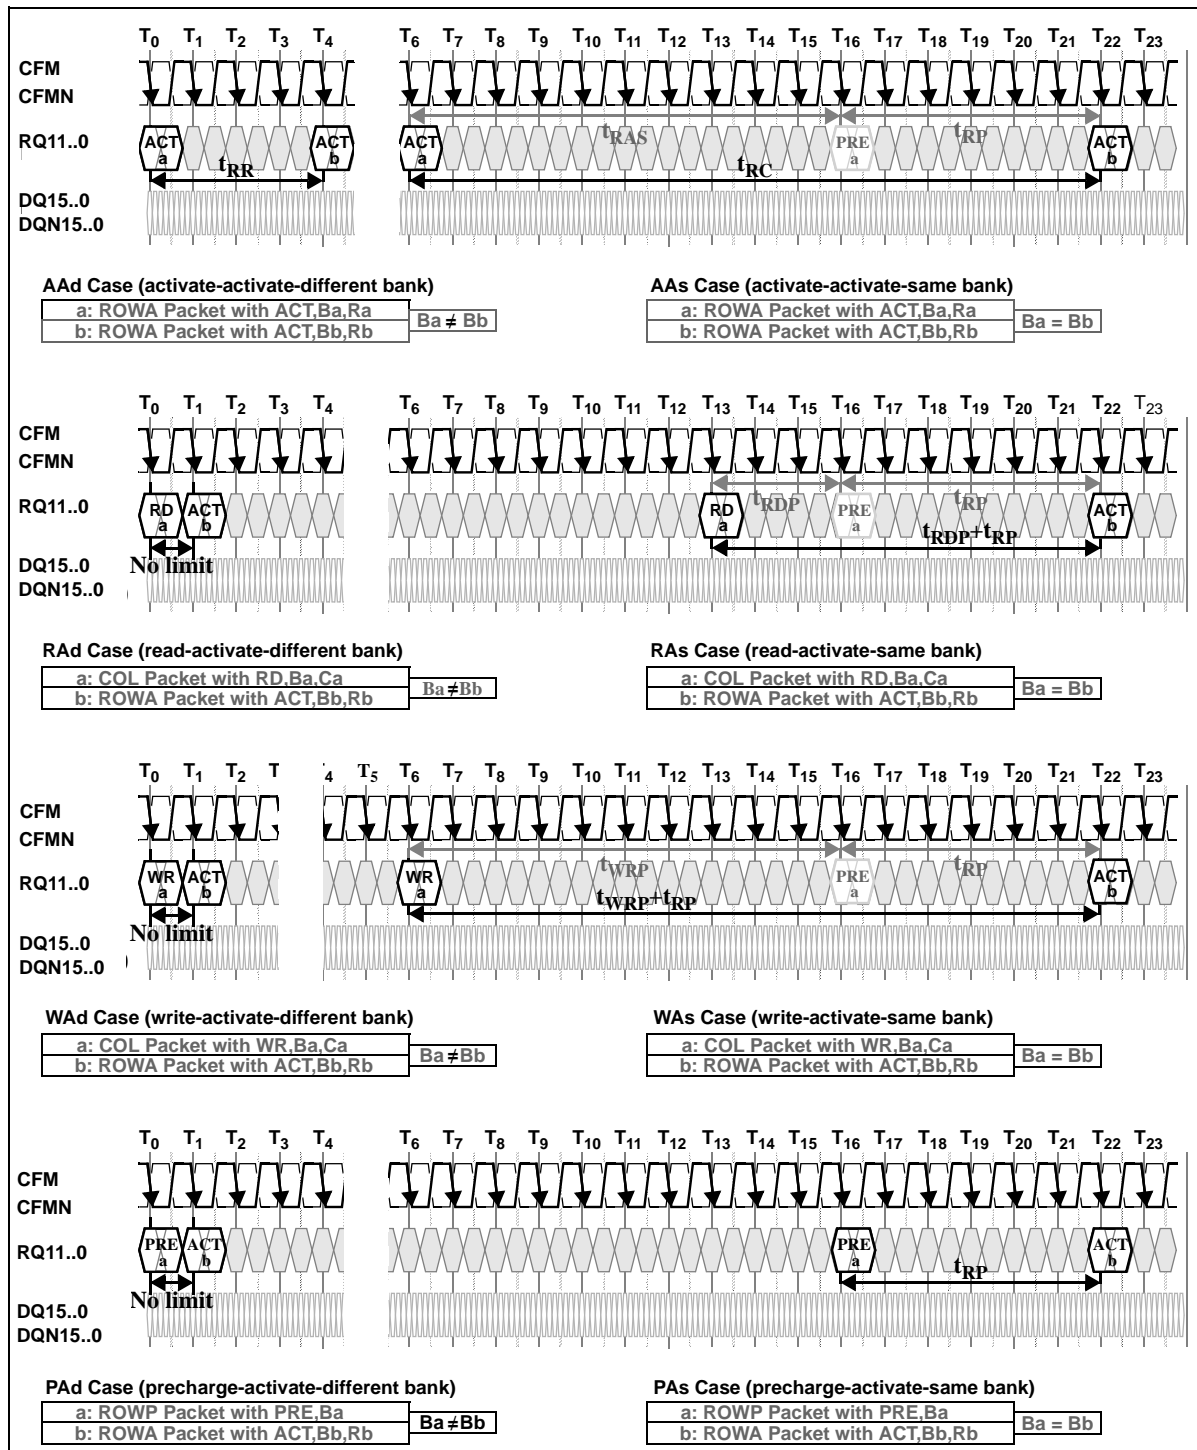 T0 T1 T2 T3 T4 T6 T7 T8 T9 T10 T11 T12 T13 T14 T15 T16 T17 T18 T19 T20 T21 T22 T23
CFM
CFMN
tRAS tRP
RQ11..0 ACT a ACT b ACT a PRE a ACT b
tRR tRC
DQ15..0
DQN15..0
AAd Case (activate-activate-different bank) AAs Case (activate-activate-same bank)
a: ROWA Packet with ACT,Ba,Ra a: ROWA Packet with ACT,Ba,Ra
Ba ≠ Bb Ba = Bb
b: ROWA Packet with ACT,Bb,Rb b: ROWA Packet with ACT,Bb,Rb
T0 T1 T2 T3 T4 T6 T7 T8 T9 T10 T11 T12 T13 T14 T15 T16 T17 T18 T19 T20 T21 T22 T23
CFM
CFMN
tRDP tRP
RQ11..0 RD a ACT b RD a PRE a ACT b
tRDP+tRP
DQ15..0 No limit
DQN15..0
RAd Case (read-activate-different bank) RAs Case (read-activate-same bank)
a: COL Packet with RD,Ba,Ca a: COL Packet with RD,Ba,Ca
Ba≠Bb Ba = Bb
b: ROWA Packet with ACT,Bb,Rb b: ROWA Packet with ACT,Bb,Rb
T0 T1 T2 T 4 T5 T6 T7 T8 T9 T10 T11 T12 T13 T14 T15 T16 T17 T18 T19 T20 T21 T22 T23
CFM
CFMN
tWRP tRP
RQ11..0 WR a ACT b WR a PRE a ACT b
tWRP+tRP
No limit
DQ15..0
DQN15..0
WAd Case (write-activate-different bank) WAs Case (write-activate-same bank)
a: COL Packet with WR,Ba,Ca a: COL Packet with WR,Ba,Ca
Ba≠Bb Ba = Bb
b: ROWA Packet with ACT,Bb,Rb b: ROWA Packet with ACT,Bb,Rb
T0 T1 T2 T3 T4 T6 T7 T8 T9 T10 T11 T12 T13 T14 T15 T16 T17 T18 T19 T20 T21 T22 T23
CFM
CFMN
RQ11..0 PRE a ACT b PRE a ACT b
tRP
No limit
DQ15..0
DQN15..0
PAd Case (precharge-activate-different bank) PAs Case (precharge-activate-same bank)
a: ROWP Packet with PRE,Ba a: ROWP Packet with PRE,Ba
Ba≠Bb Ba = Bb
b: ROWA Packet with ACT,Bb,Rb b: ROWA Packet with ACT,Bb,Rb